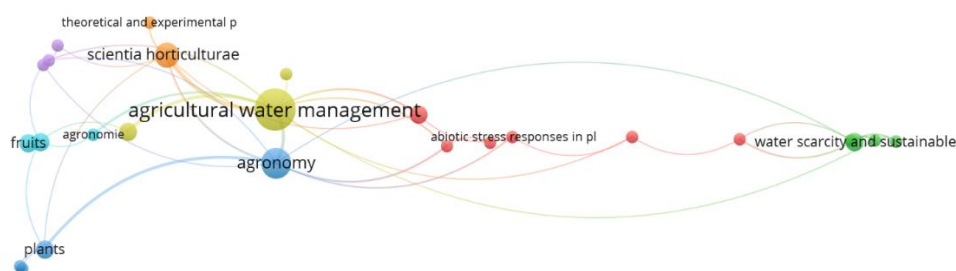 theoretical and experimental p
scientia horticulturae
agricultural water management
agronomie
fruits
abiotic stress responses in pl
water scarcity and sustainable
agronomy
plants